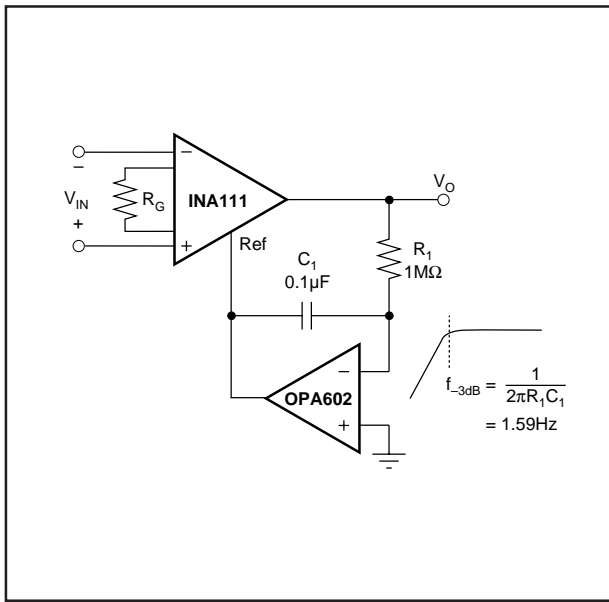 −
V_IN
+
R_G
−
INA111
+
Ref
V_O
R_1
1MΩ
C_1
0.1µF
−
OPA602
+
f_−3dB = 1 / 2πR_1C_1
= 1.59Hz